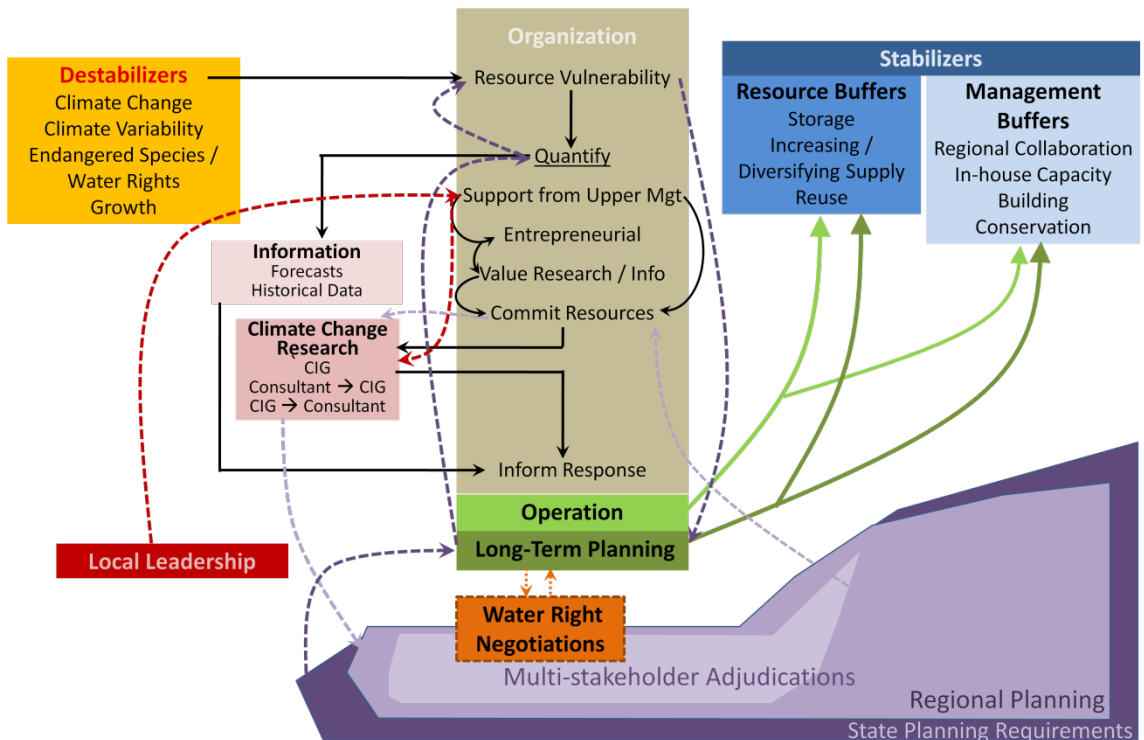 Organization
Destabilizers
Climate Change
Climate Variability
Endangered Species /
Water Rights
Growth
Resource Vulnerability
Quantify
Support from Upper Mgt.
Entrepreneurial
Value Research / Info
Commit Resources
Inform Response
Operation
Long-Term Planning
Information
Forecasts
Historical Data
Climate Change
Research
CIG
Consultant → CIG
CIG → Consultant
Local Leadership
Stabilizers
Resource Buffers
Storage
Increasing /
Diversifying Supply
Reuse
Management
Buffers
Regional Collaboration
In-house Capacity
Building
Conservation
Water Right
Negotiations
Multi-stakeholder Adjudications
Regional Planning
State Planning Requirements